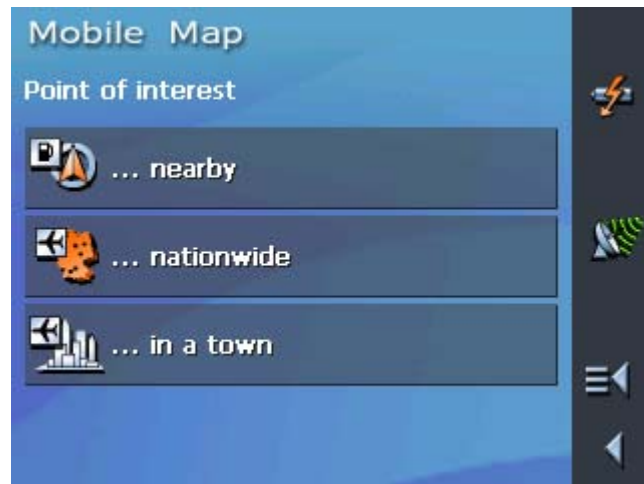 Mobile Map
Point of interest
... nearby
... nationwide
... in a town